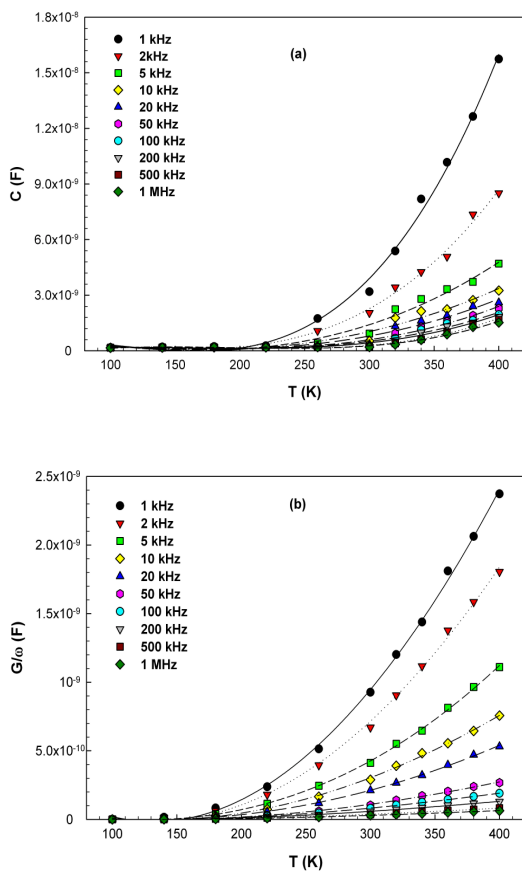 1.8x10-8
1.5x10-8
1.2x10-8
9.0x10-9
6.0x10-9
3.0x10-9
0
C (F)
(a)
1 kHz
2kHz
5 kHz
10 kHz
20 kHz
50 kHz
100 kHz
200 kHz
500 kHz
1 MHz
100 150 200 250 300 350 400
T (K)
2.5x10-9
2.0x10-9
1.5x10-9
10-9
5.0x10-10
0
G/ω (F)
(b)
1 kHz
2 kHz
5 kHz
10 kHz
20 kHz
50 kHz
100 kHz
200 kHz
500 kHz
1 MHz
100 150 200 250 300 350 400
T (K)